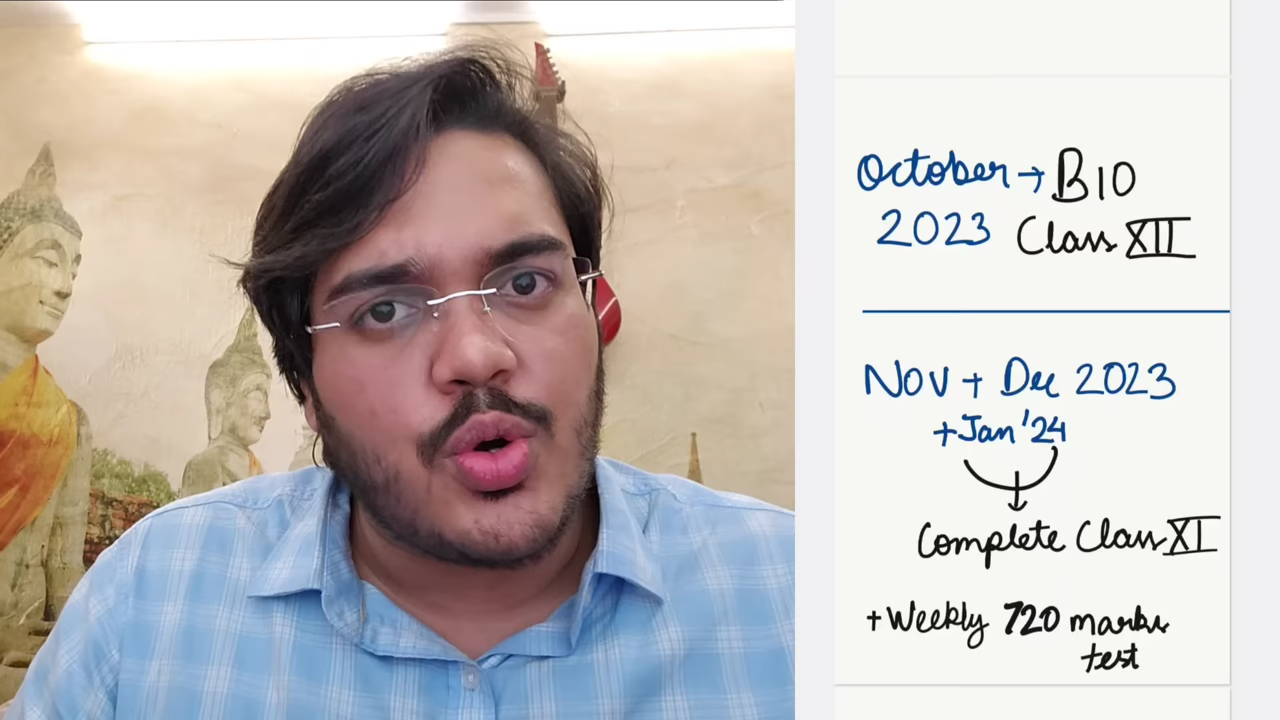 October → BIO
2023 Class XII
Nov + Dec 2023
+Jan '24
Complete Class XI
+Weekly 720 marks
test